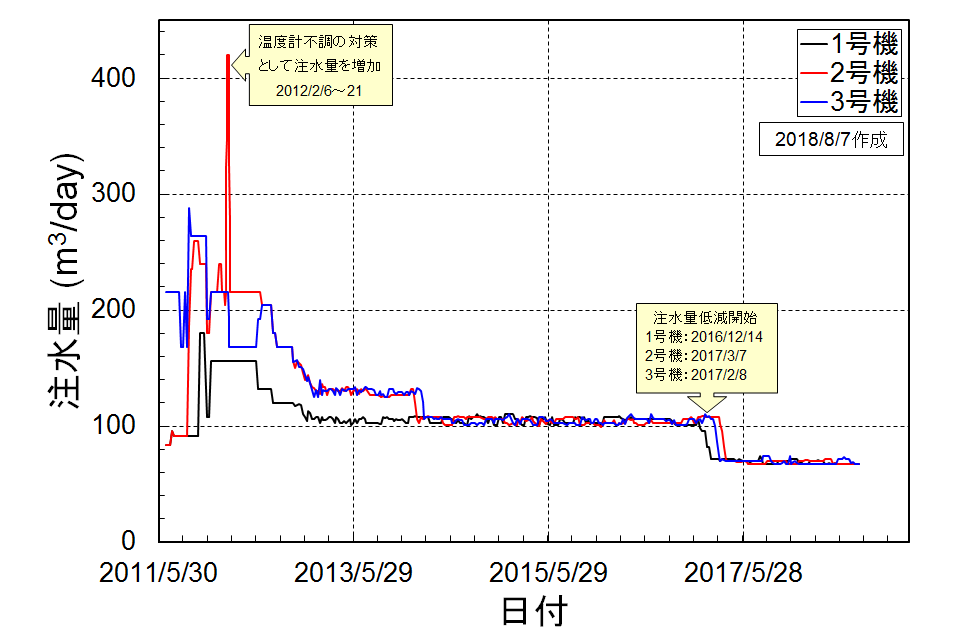 温度計不調の対策
として注水量を増加
2012/2/6～21
1号機
2号機
3号機
2018/8/7作成
注水量 (m³/day)
400
300
200
100
0
注水量低減開始
1号機：2016/12/14
2号機：2017/3/7
3号機：2017/2/8
2011/5/30
2013/5/29
2015/5/29
2017/5/28
日付